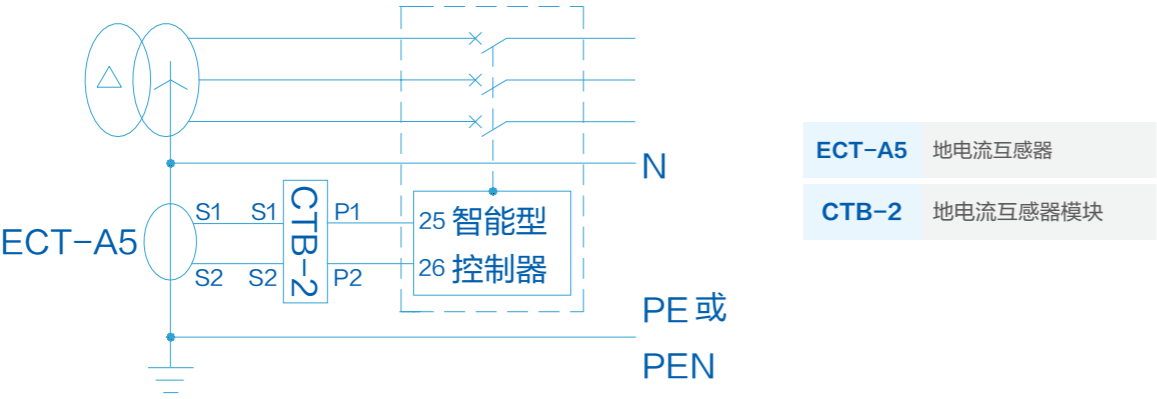 N
ECT-A5
S1 S1 P1
S2 S2 P2
CTB-2
25 智能型
26 控制器
PE 或
PEN
ECT-A5 地电流互感器
CTB-2 地电流互感器模块